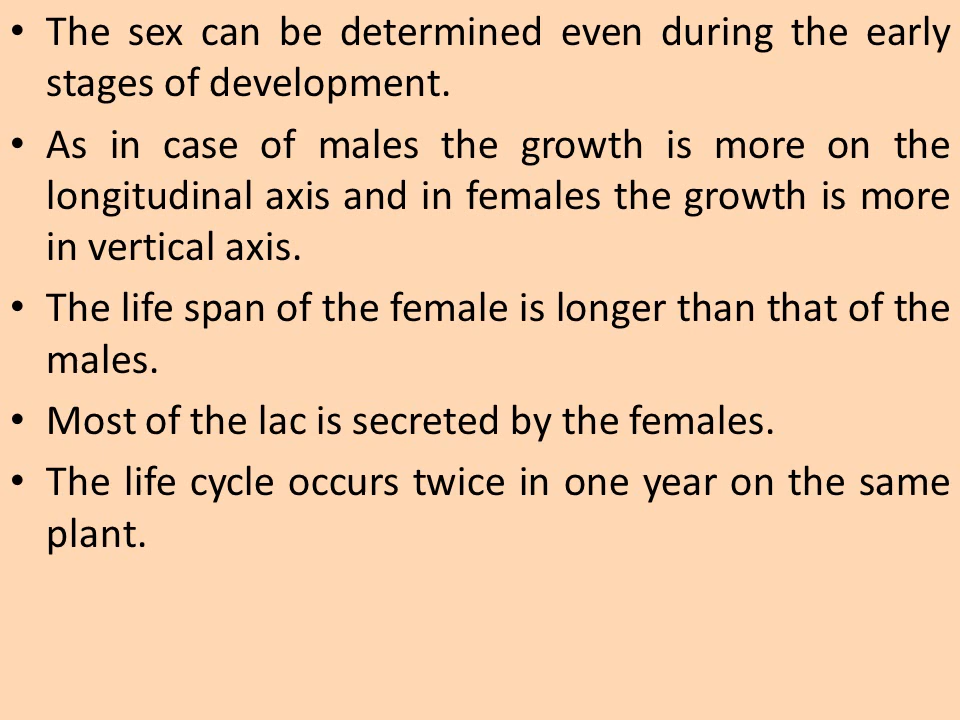 • The sex can be determined even during the early
stages of development.
• As in case of males the growth is more on the
longitudinal axis and in females the growth is more
in vertical axis.
• The life span of the female is longer than that of the
males.
• Most of the lac is secreted by the females.
• The life cycle occurs twice in one year on the same
plant.